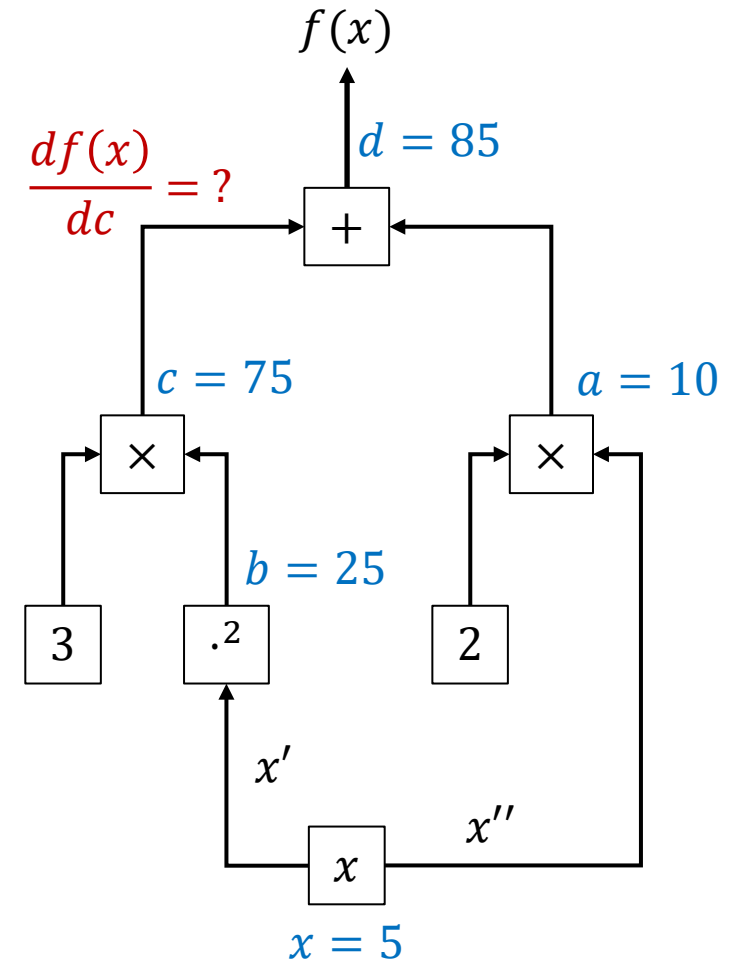 f(x)
d = 85
df(x)/dc = ?
+
c = 75
a = 10
×
×
b = 25
3
.²
2
x′
x′′
x
x = 5